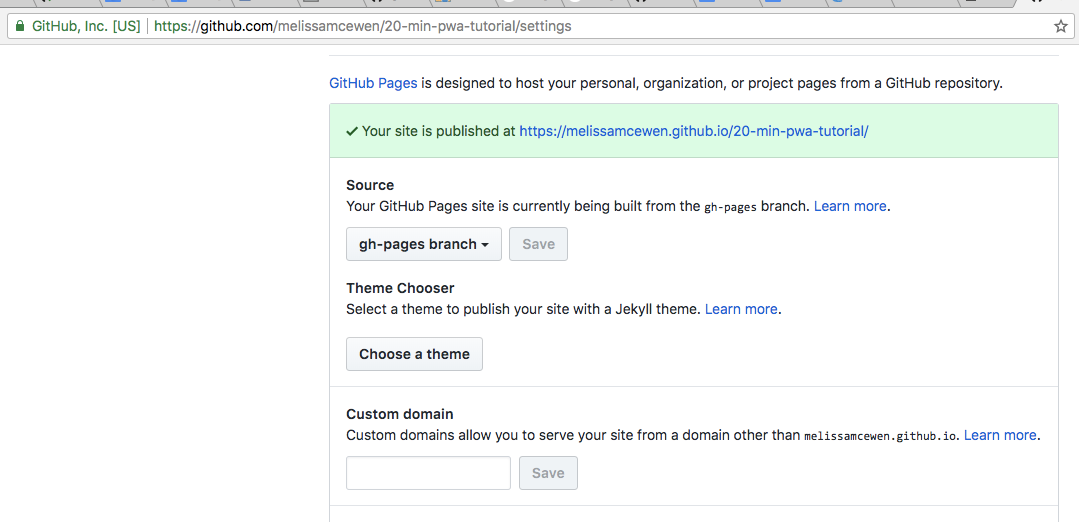 GitHub, Inc. [US] https://github.com/melissamcewen/20-min-pwa-tutorial/settings
GitHub Pages is designed to host your personal, organization, or project pages from a GitHub repository.
✓ Your site is published at https://melissamcewen.github.io/20-min-pwa-tutorial/
Source
Your GitHub Pages site is currently being built from the gh-pages branch. Learn more.
gh-pages branch Save
Theme Chooser
Select a theme to publish your site with a Jekyll theme. Learn more.
Choose a theme
Custom domain
Custom domains allow you to serve your site from a domain other than melissamcewen.github.io. Learn more.
Save